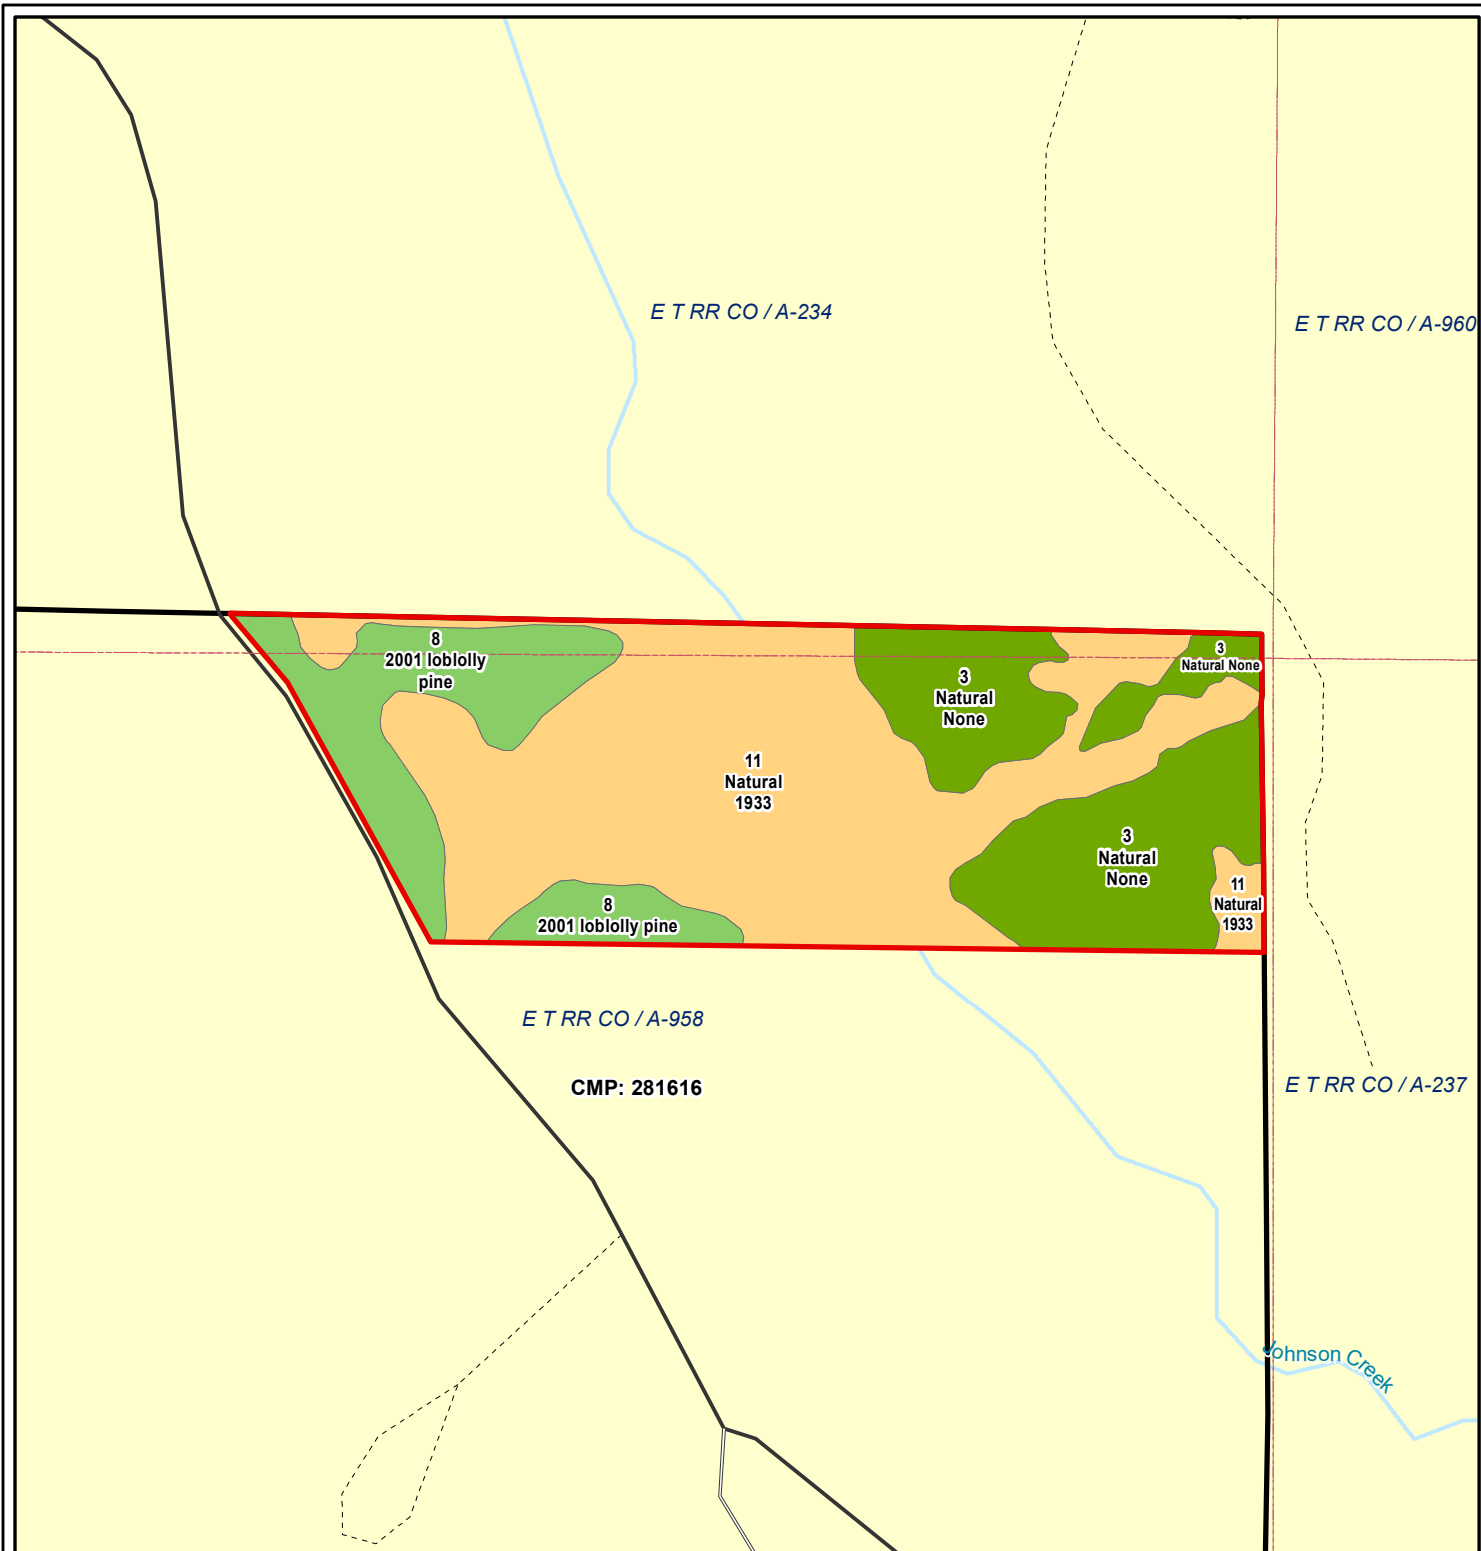 E T RR CO / A-234
E T RR CO / A-960
8
2001 loblolly
pine
3
Natural
None
3
Natural None
11
Natural
1933
3
Natural
None
11
Natural
1933
8
2001 loblolly pine
E T RR CO / A-958
CMP: 281616
E T RR CO / A-237
Johnson Creek